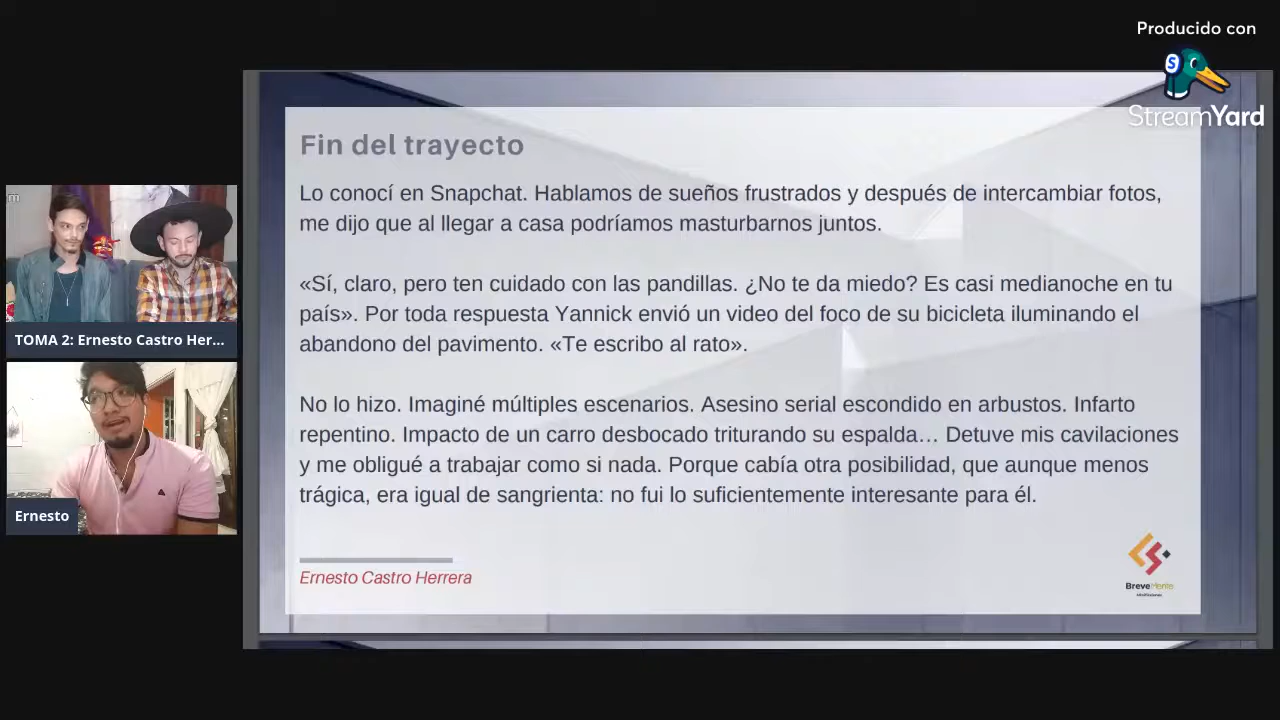 Producido con
StreamYard
Fin del trayecto
Lo conocí en Snapchat. Hablamos de sueños frustrados y después de intercambiar fotos,
me dijo que al llegar a casa podríamos masturbarnos juntos.
«Sí, claro, pero ten cuidado con las pandillas. ¿No te da miedo? Es casi medianoche en tu
país». Por toda respuesta Yannick envió un video del foco de su bicicleta iluminando el
abandono del pavimento. «Te escribo al rato».
No lo hizo. Imaginé múltiples escenarios. Asesino serial escondido en arbustos. Infarto
repentino. Impacto de un carro desbocado triturando su espalda… Detuve mis cavilaciones
y me obligué a trabajar como si nada. Porque cabía otra posibilidad, que aunque menos
trágica, era igual de sangrienta: no fui lo suficientemente interesante para él.
Ernesto Castro Herrera
BreveMente
TOMA 2: Ernesto Castro Her...
Ernesto